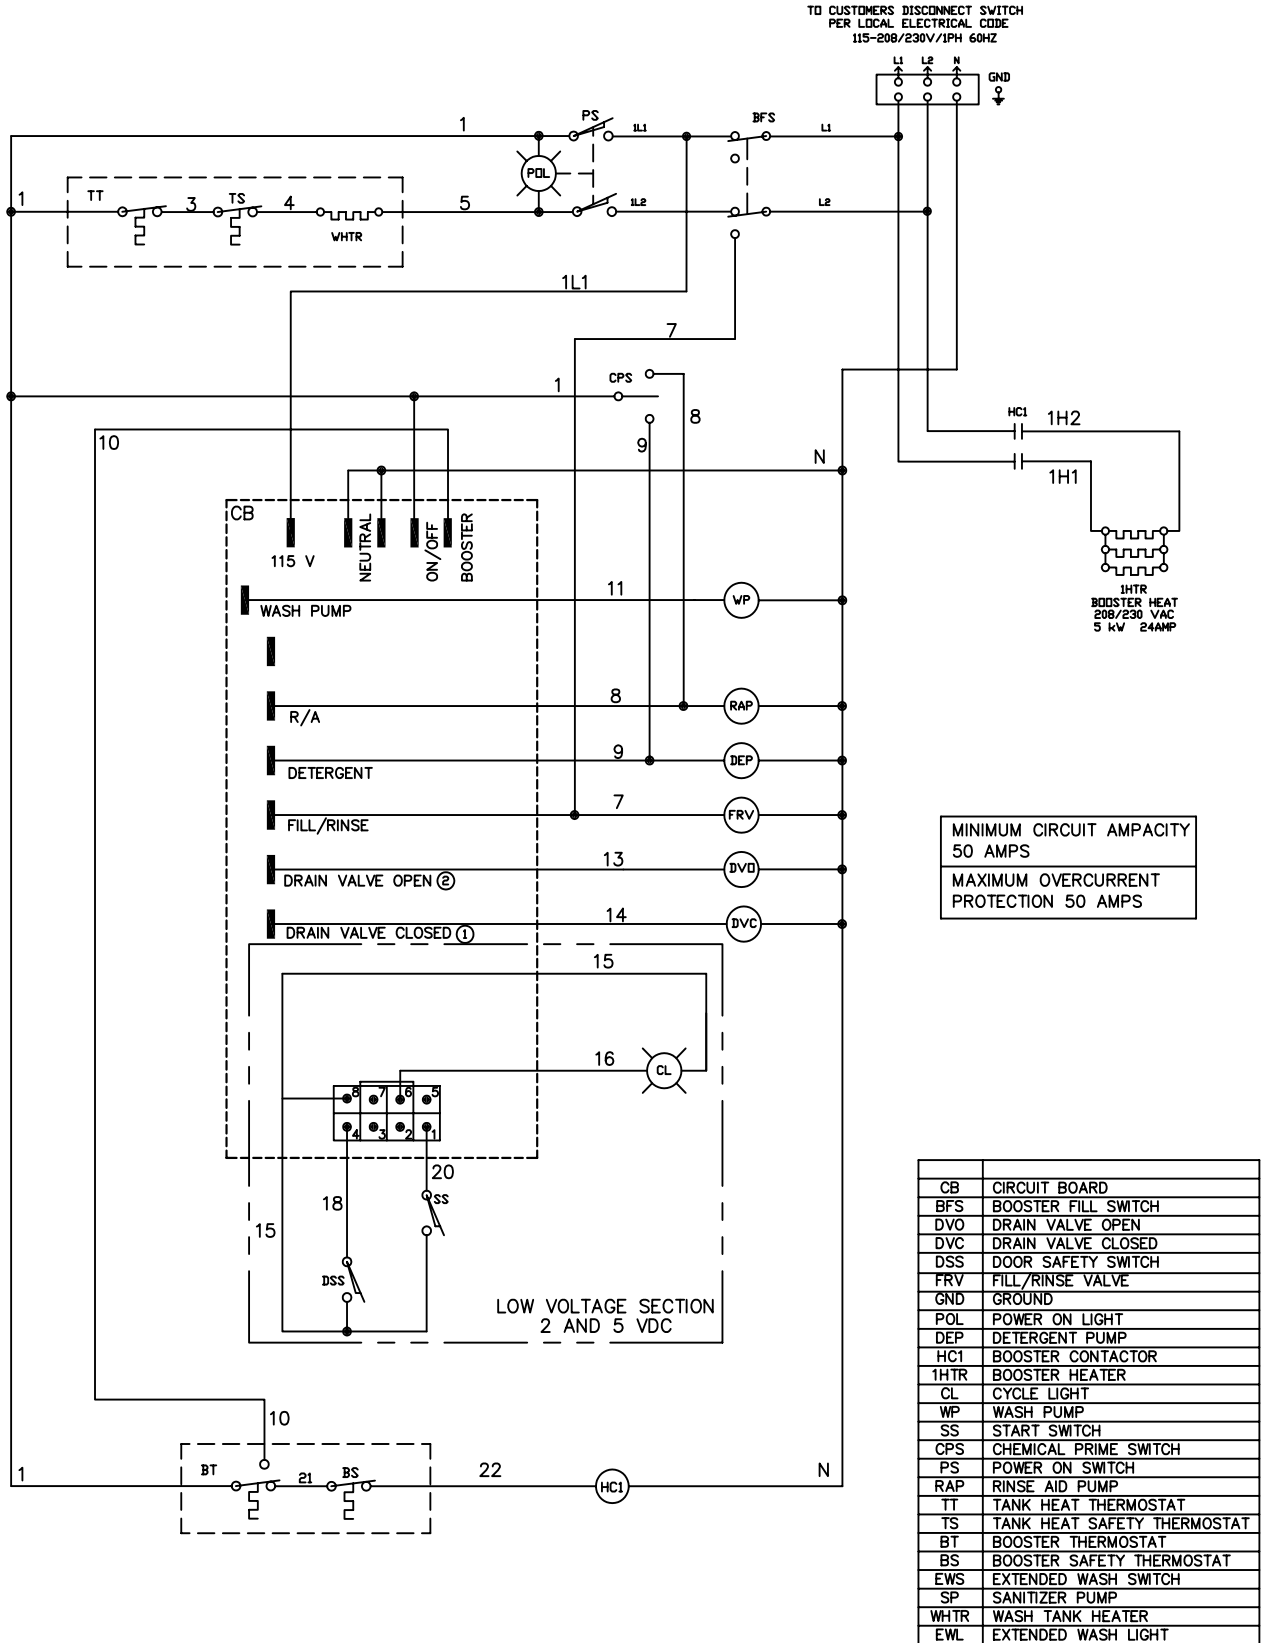 TO CUSTOMERS DISCONNECT SWITCH
PER LOCAL ELECTRICAL CODE
115-208/230V/1PH 60HZ
L1 L2 N
GND
1 PS 1L1 BFS L1
POL
1 TT 3 TS 4 5 1L2 L2
WHTR
1L1
7
1 CPS
8
9
10
N
HC1 1H2
1H1
CB
115 V NEUTRAL ON/OFF BOOSTER
1HTR
BOOSTER HEAT
208/230 VAC
5 kW 24AMP
WASH PUMP 11 WP
R/A 8 RAP
DETERGENT 9 DEP
FILL/RINSE 7 FRV
DRAIN VALVE OPEN 2 13 DVO
DRAIN VALVE CLOSED 1 14 DVC
MINIMUM CIRCUIT AMPACITY
50 AMPS
MAXIMUM OVERCURRENT
PROTECTION 50 AMPS
15
16 CL
8 7 6 5
4 3 2 1
20
18 SS
15
DSS
LOW VOLTAGE SECTION
2 AND 5 VDC
10
1 BT 21 BS 22 HC1 N
CB CIRCUIT BOARD
BFS BOOSTER FILL SWITCH
DVO DRAIN VALVE OPEN
DVC DRAIN VALVE CLOSED
DSS DOOR SAFETY SWITCH
FRV FILL/RINSE VALVE
GND GROUND
POL POWER ON LIGHT
DEP DETERGENT PUMP
HC1 BOOSTER CONTACTOR
1HTR BOOSTER HEATER
CL CYCLE LIGHT
WP WASH PUMP
SS START SWITCH
CPS CHEMICAL PRIME SWITCH
PS POWER ON SWITCH
RAP RINSE AID PUMP
TT TANK HEAT THERMOSTAT
TS TANK HEAT SAFETY THERMOSTAT
BT BOOSTER THERMOSTAT
BS BOOSTER SAFETY THERMOSTAT
EWS EXTENDED WASH SWITCH
SP SANITIZER PUMP
WHTR WASH TANK HEATER
EWL EXTENDED WASH LIGHT